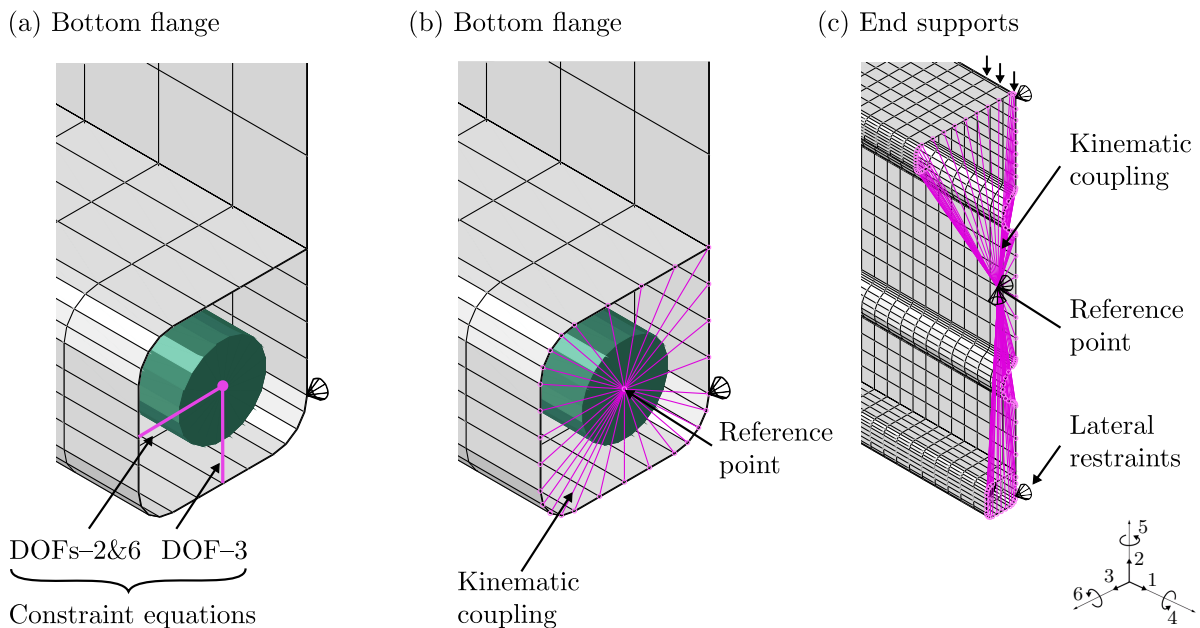 (a) Bottom flange
DOFs–2&6 DOF–3
Constraint equations
(b) Bottom flange
Reference
point
Kinematic
coupling
(c) End supports
Kinematic
coupling
Reference
point
Lateral
restraints
5
2
3
1
6
4